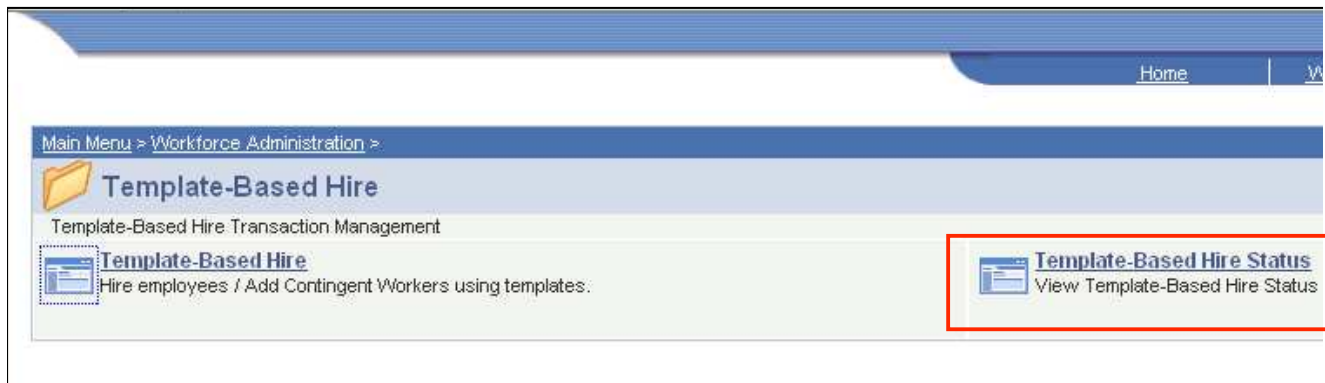 Home
Main Menu > Workforce Administration >
Template-Based Hire
Template-Based Hire Transaction Management
Template-Based Hire
Hire employees / Add Contingent Workers using templates.
Template-Based Hire Status
View Template-Based Hire Status